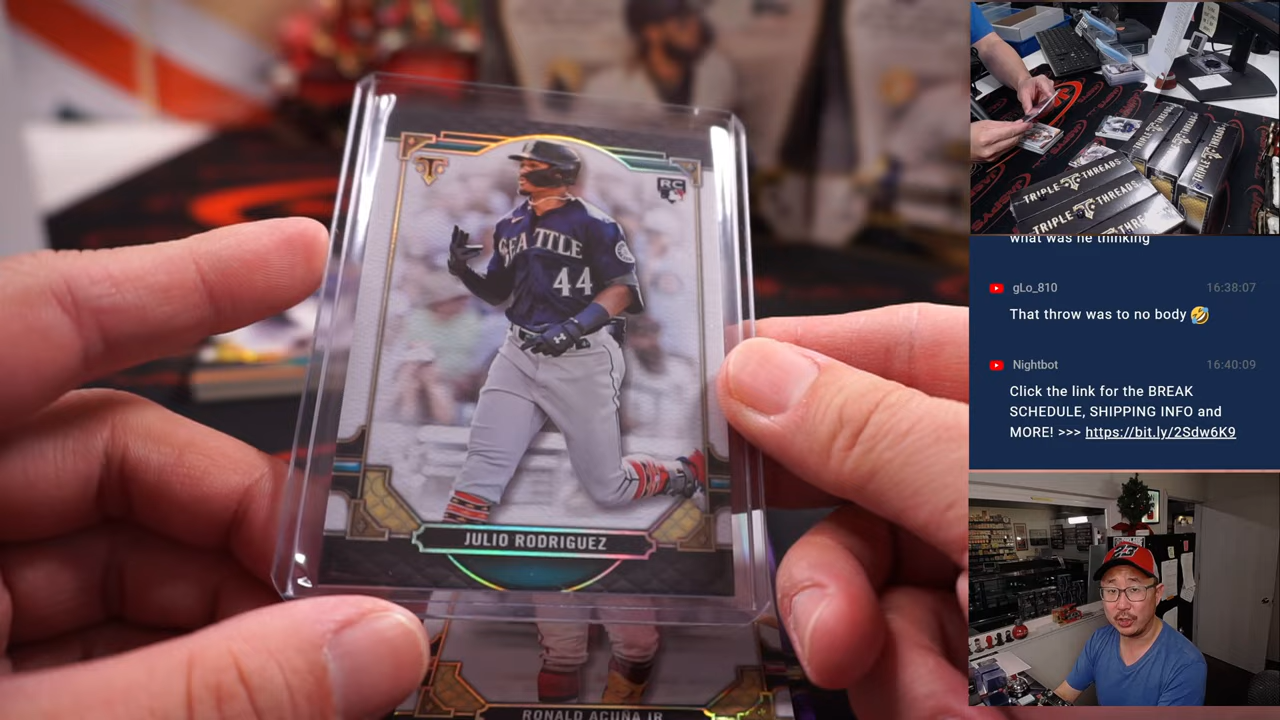 RC
SEATTLE
44
JULIO RODRIGUEZ
RONALD ACUÑA JR
TRIPLE THREADS
TRIPLE THREADS
what was he thinking
gLo_810 16:38:07
That throw was to no body 🤣
Nightbot 16:40:09
Click the link for the BREAK
SCHEDULE, SHIPPING INFO and
MORE! >>> https://bit.ly/2Sdw6K9